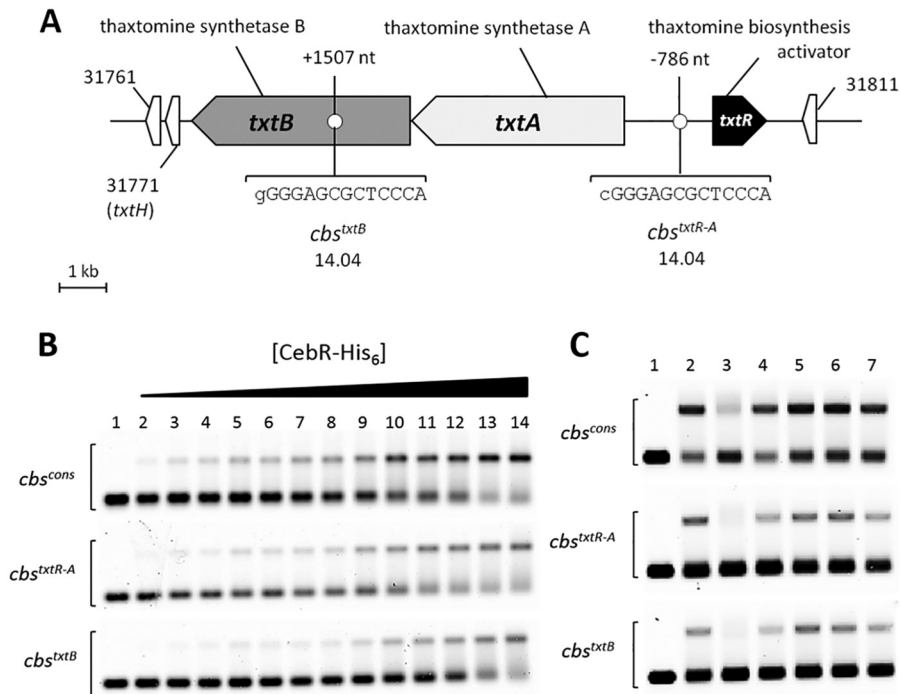 A
thaxtomine synthetase B
thaxtomine synthetase A
thaxtomine biosynthesis
activator
+1507 nt
-786 nt
31761
31811
txtB
txtA
txtR
31771
(txtH)
gGGGAGCGCTCCCA
cGGGAGCGCTCCCA
cbs^txtB
cbs^txtR-A
14.04
14.04
1 kb
B
[CebR-His₆]
1 2 3 4 5 6 7 8 9 10 11 12 13 14
cbs^cons
cbs^txtR-A
cbs^txtB
C
1 2 3 4 5 6 7
cbs^cons
cbs^txtR-A
cbs^txtB